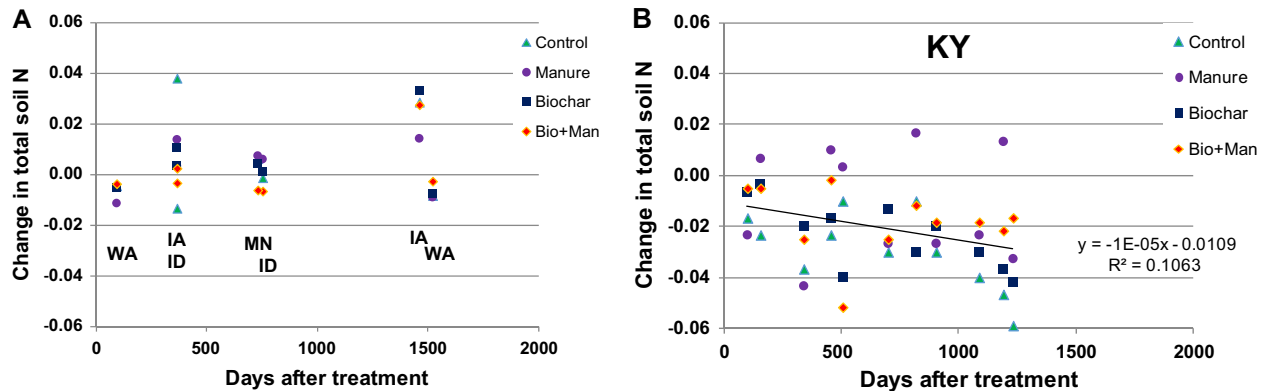 A
Change in total soil N
0.06
0.04
0.02
0.00
-0.02
-0.04
-0.06
0
500
1000
1500
2000
Days after treatment
Control
Manure
Biochar
Bio+Man
WA
IA
ID
MN
ID
IA
WA
B
KY
Change in total soil N
0.06
0.04
0.02
0.00
-0.02
-0.04
-0.06
0
500
1000
1500
2000
Days after treatment
Control
Manure
Biochar
Bio+Man
y = -1E-05x - 0.0109
R² = 0.1063